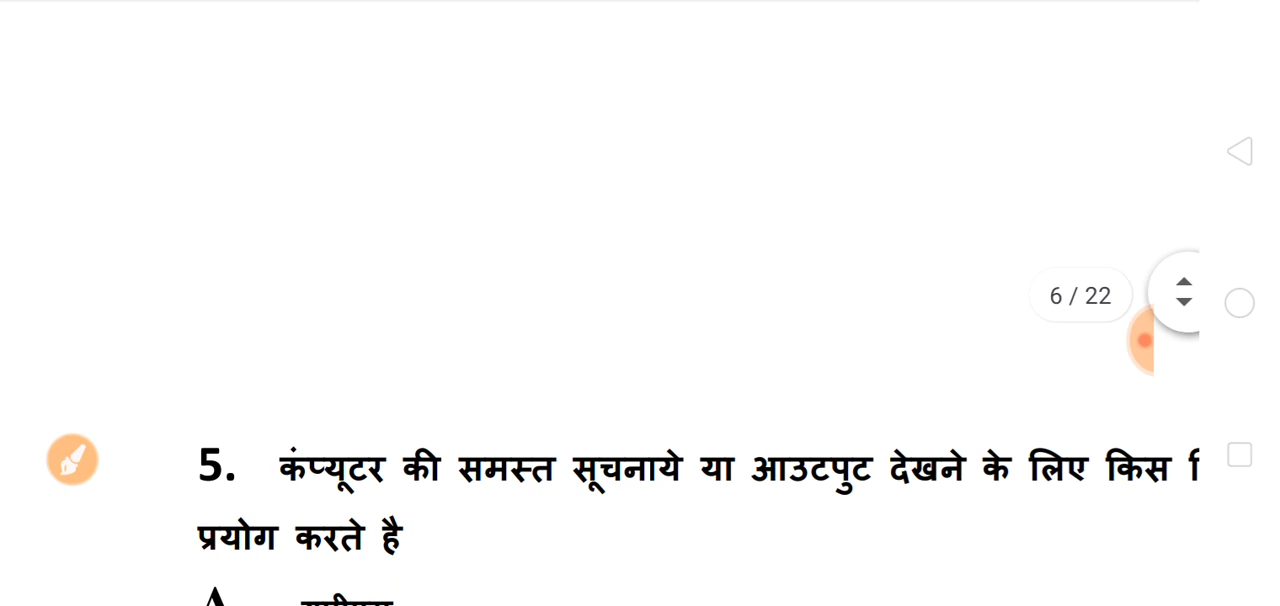 6 / 22
5. कंप्यूटर की समस्त सूचनाये या आउटपुट देखने के लिए किस
प्रयोग करते है
A